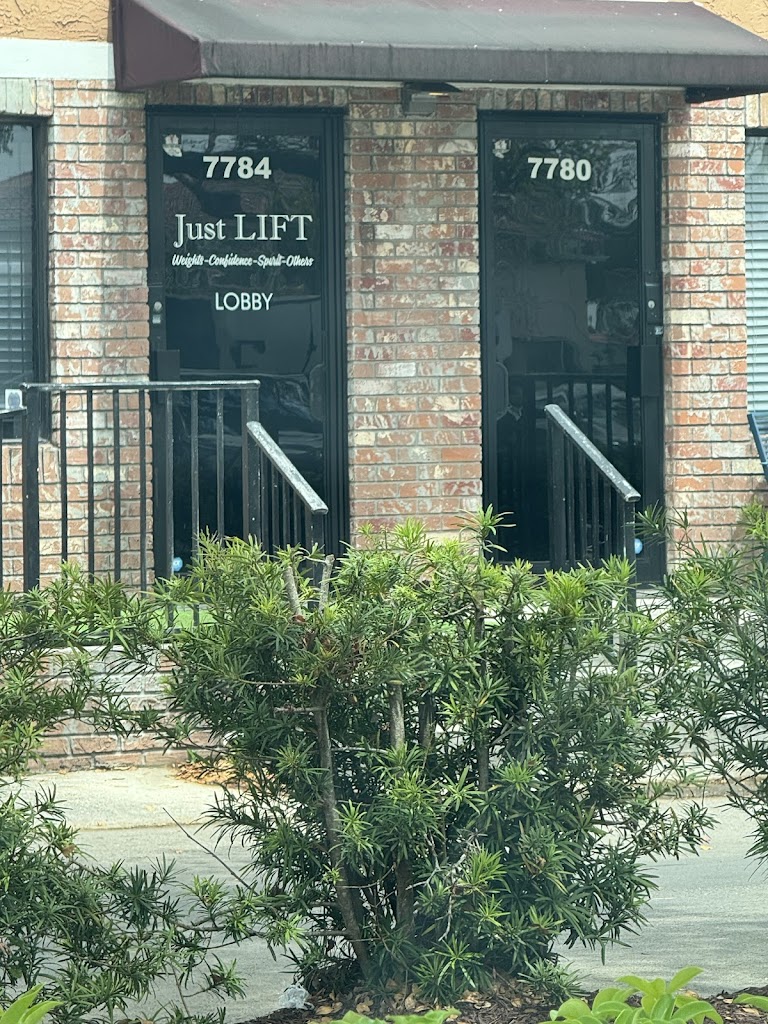 7784
Just LIFT
Weights-Confidence-Spirit-Others
LOBBY
7780